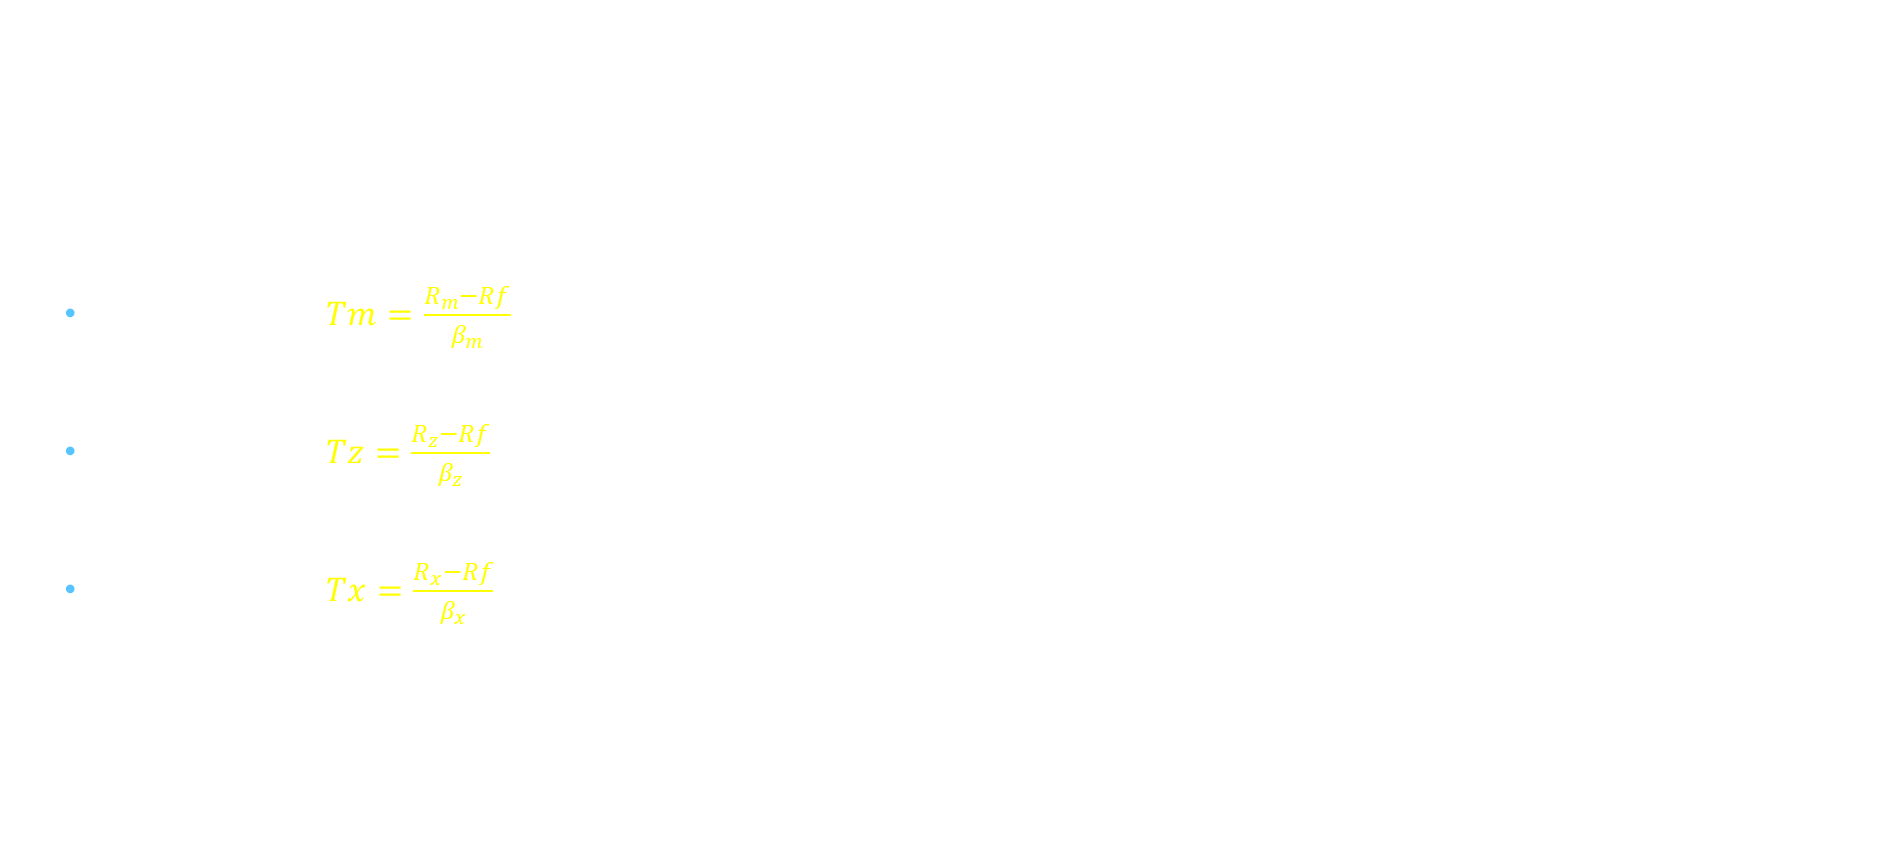 • Tm = (R_m−Rf)/β_m
• Tz = (R_z−Rf)/β_z
• Tx = (R_x−Rf)/β_x